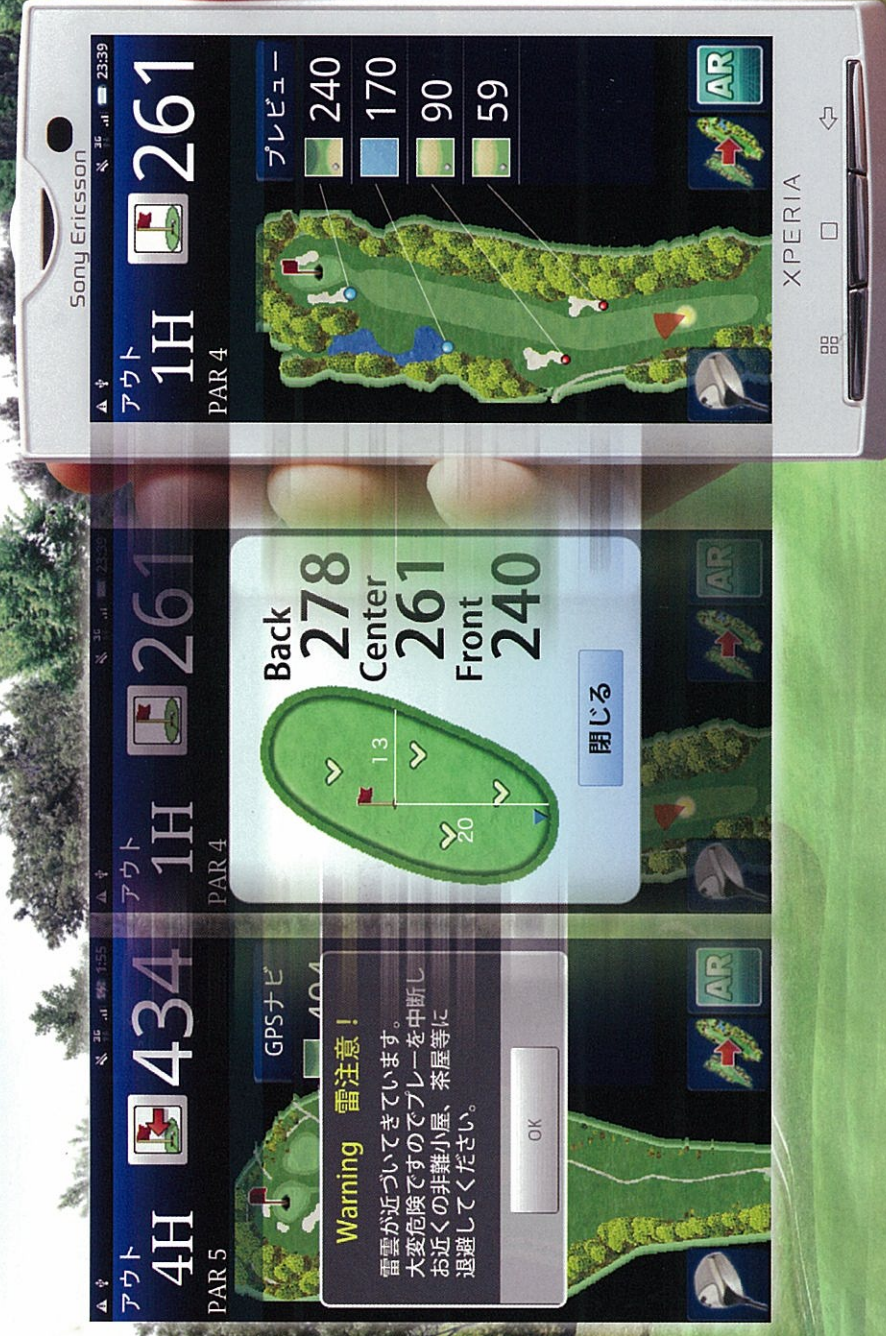 Sony Ericsson
3G 23:39
アウト
1H 261
PAR 4
プレビュー
240
170
90
59
AR
XPERIA
3G 23:39
アウト
1H 261
PAR 4
Back
278
Center
261
Front
240
13
20
閉じる
AR
3G 1:55
アウト
4H 434
PAR 5
GPSナビ
Warning 雷注意！
雷雲が近づいてきています。
大変危険ですのでプレーを中断し
お近くの非難小屋、茶屋等に
退避してください。
OK
AR